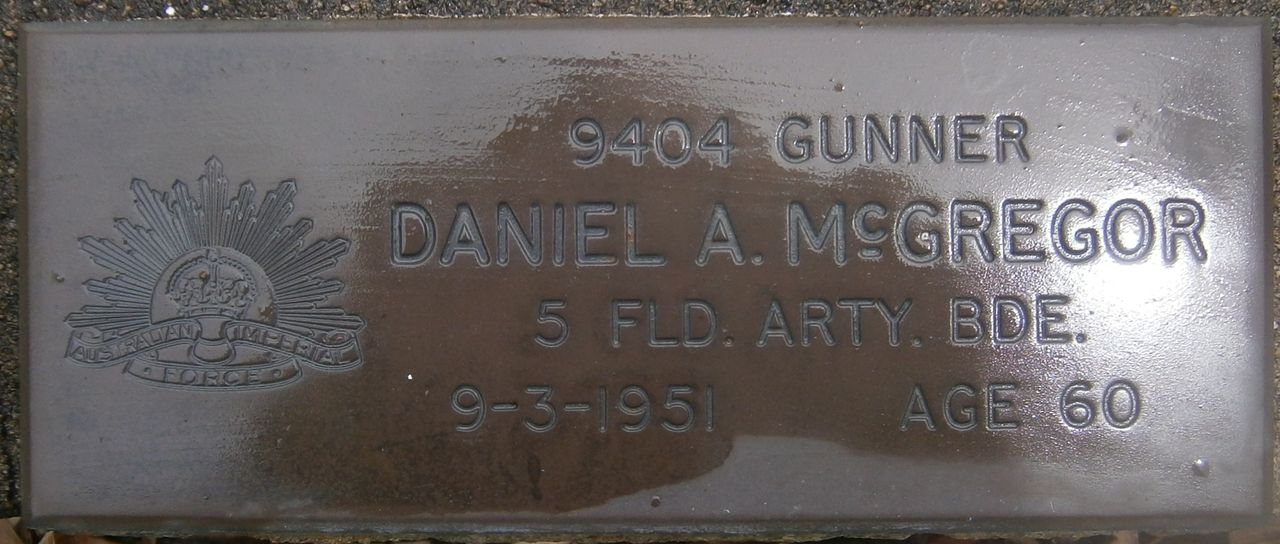 9404 GUNNER
DANIEL A. McGREGOR
5 FLD. ARTY. BDE.
9-3-1951 AGE 60
AUSTRALIAN IMPERIAL
FORCE